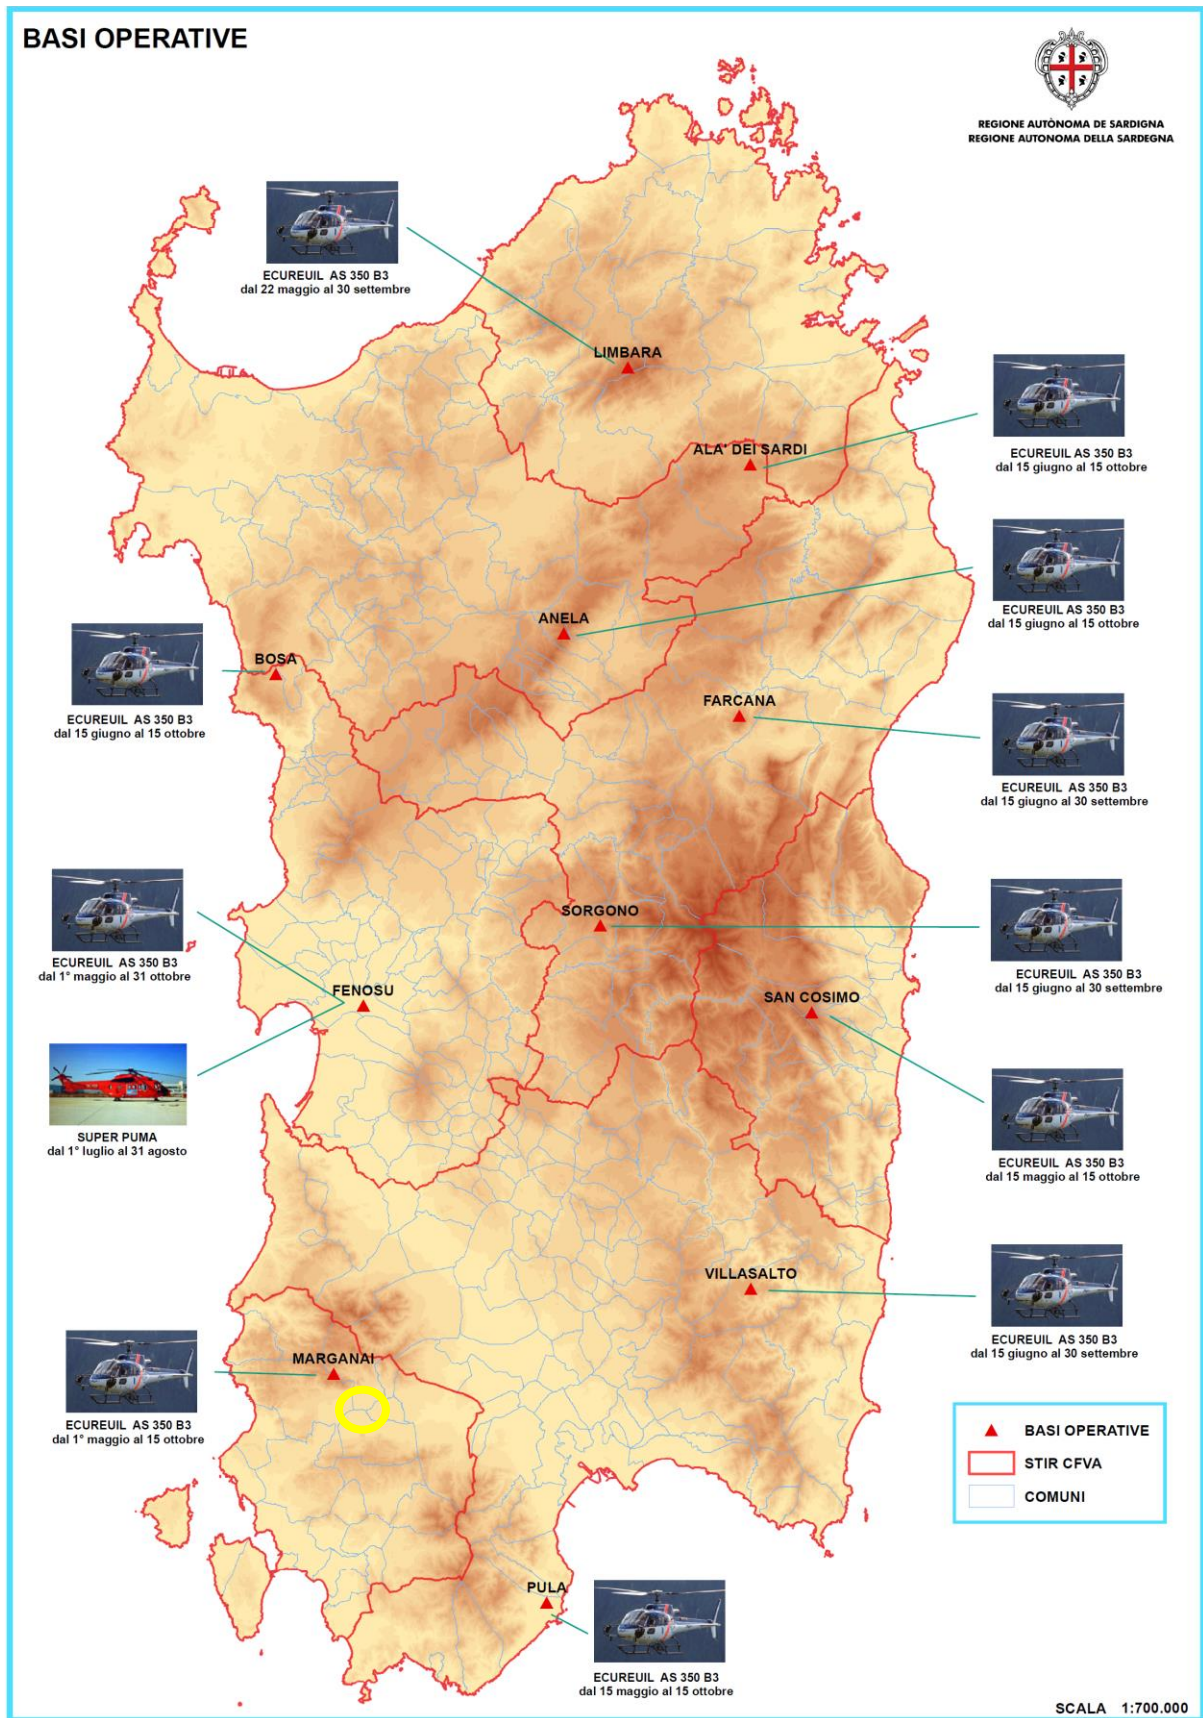 BASI OPERATIVE
REGIONE AUTÒNOMA DE SARDIGNA
REGIONE AUTONOMA DELLA SARDEGNA
ECUREUIL AS 350 B3
dal 22 maggio al 30 settembre
LIMBARA
ALA' DEI SARDI
ECUREUIL AS 350 B3
dal 15 giugno al 15 ottobre
ANELA
ECUREUIL AS 350 B3
dal 15 giugno al 15 ottobre
BOSA
ECUREUIL AS 350 B3
dal 15 giugno al 15 ottobre
FARCANA
ECUREUIL AS 350 B3
dal 15 giugno al 30 settembre
SORGONO
ECUREUIL AS 350 B3
dal 1° maggio al 31 ottobre
ECUREUIL AS 350 B3
dal 15 giugno al 30 settembre
FENOSU
SAN COSIMO
SUPER PUMA
dal 1° luglio al 31 agosto
ECUREUIL AS 350 B3
dal 15 maggio al 15 ottobre
VILLASALTO
ECUREUIL AS 350 B3
dal 15 giugno al 30 settembre
MARGANAI
ECUREUIL AS 350 B3
dal 1° maggio al 15 ottobre
BASI OPERATIVE
STIR CFVA
COMUNI
PULA
ECUREUIL AS 350 B3
dal 15 maggio al 15 ottobre
SCALA 1:700.000